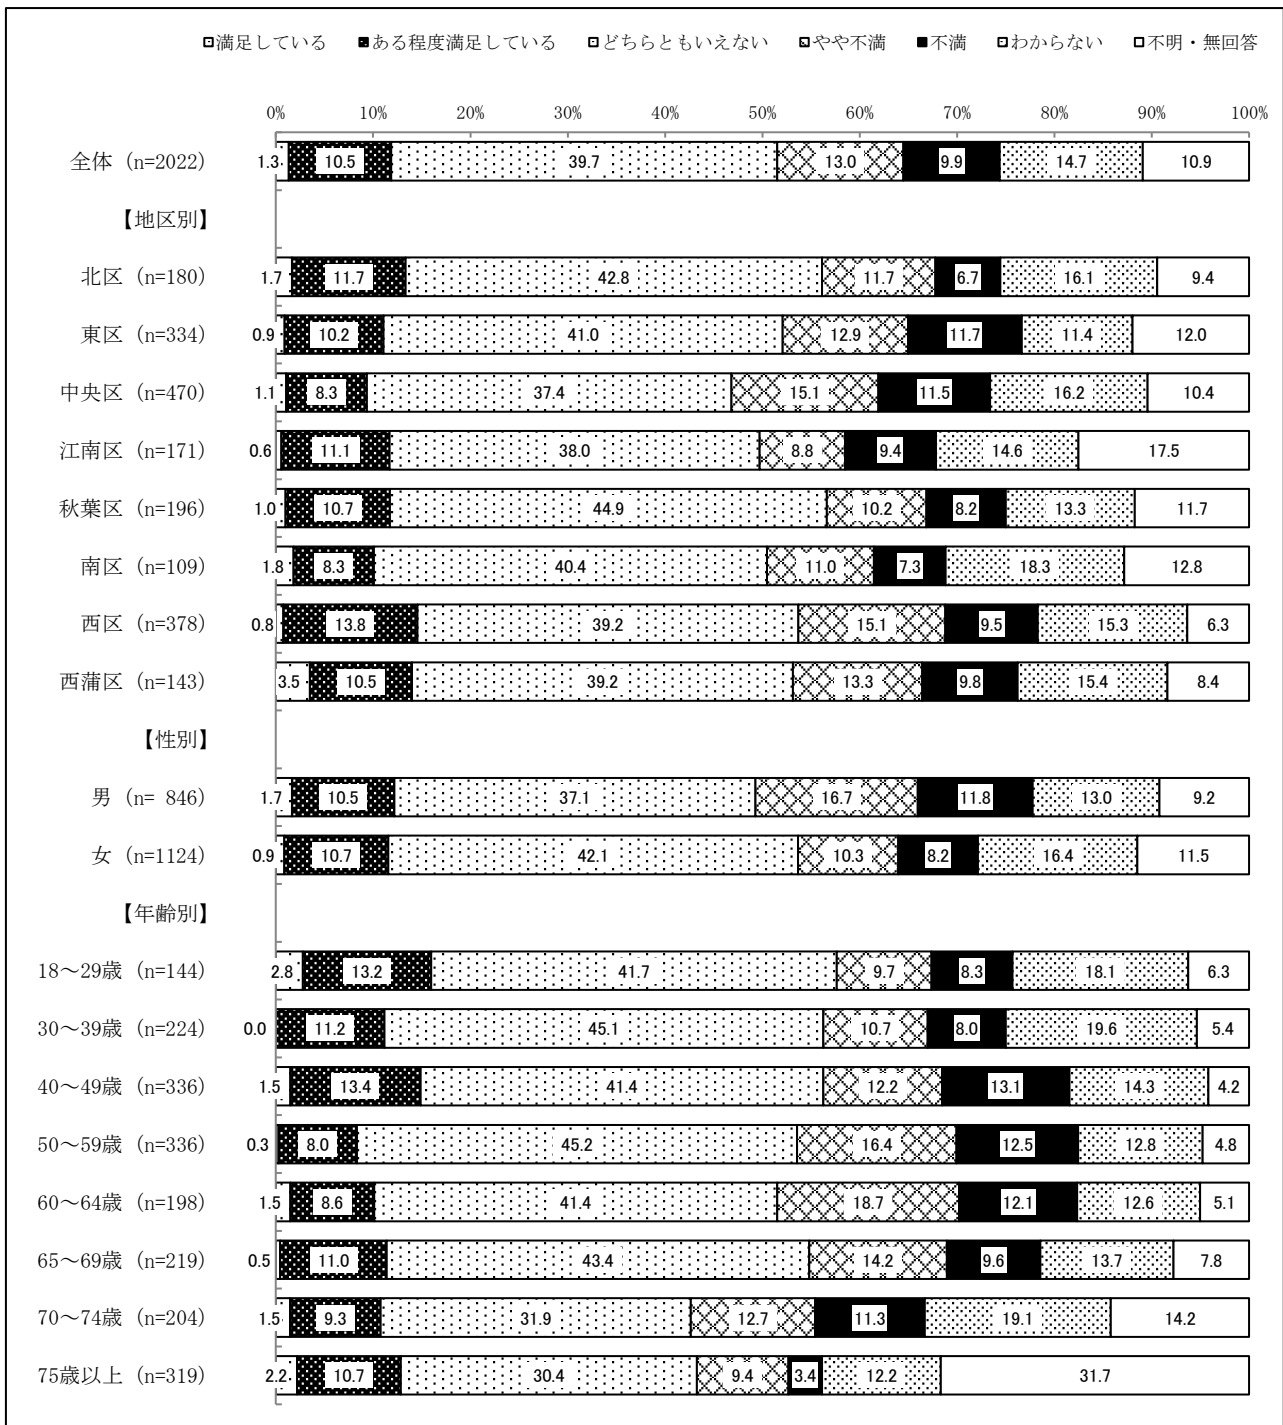 満足している ある程度満足している どちらともいえない やや不満 不満 わからない 不明・無回答
0% 10% 20% 30% 40% 50% 60% 70% 80% 90% 100%
全体 (n=2022) 1.3 10.5 39.7 13.0 9.9 14.7 10.9
【地区別】
北区 (n=180) 1.7 11.7 42.8 11.7 6.7 16.1 9.4
東区 (n=334) 0.9 10.2 41.0 12.9 11.7 11.4 12.0
中央区 (n=470) 1.1 8.3 37.4 15.1 11.5 16.2 10.4
江南区 (n=171) 0.6 11.1 38.0 8.8 9.4 14.6 17.5
秋葉区 (n=196) 1.0 10.7 44.9 10.2 8.2 13.3 11.7
南区 (n=109) 1.8 8.3 40.4 11.0 7.3 18.3 12.8
西区 (n=378) 0.8 13.8 39.2 15.1 9.5 15.3 6.3
西蒲区 (n=143) 3.5 10.5 39.2 13.3 9.8 15.4 8.4
【性別】
男 (n= 846) 1.7 10.5 37.1 16.7 11.8 13.0 9.2
女 (n=1124) 0.9 10.7 42.1 10.3 8.2 16.4 11.5
【年齢別】
18～29歳 (n=144) 2.8 13.2 41.7 9.7 8.3 18.1 6.3
30～39歳 (n=224) 0.0 11.2 45.1 10.7 8.0 19.6 5.4
40～49歳 (n=336) 1.5 13.4 41.4 12.2 13.1 14.3 4.2
50～59歳 (n=336) 0.3 8.0 45.2 16.4 12.5 12.8 4.8
60～64歳 (n=198) 1.5 8.6 41.4 18.7 12.1 12.6 5.1
65～69歳 (n=219) 0.5 11.0 43.4 14.2 9.6 13.7 7.8
70～74歳 (n=204) 1.5 9.3 31.9 12.7 11.3 19.1 14.2
75歳以上 (n=319) 2.2 10.7 30.4 9.4 3.4 12.2 31.7